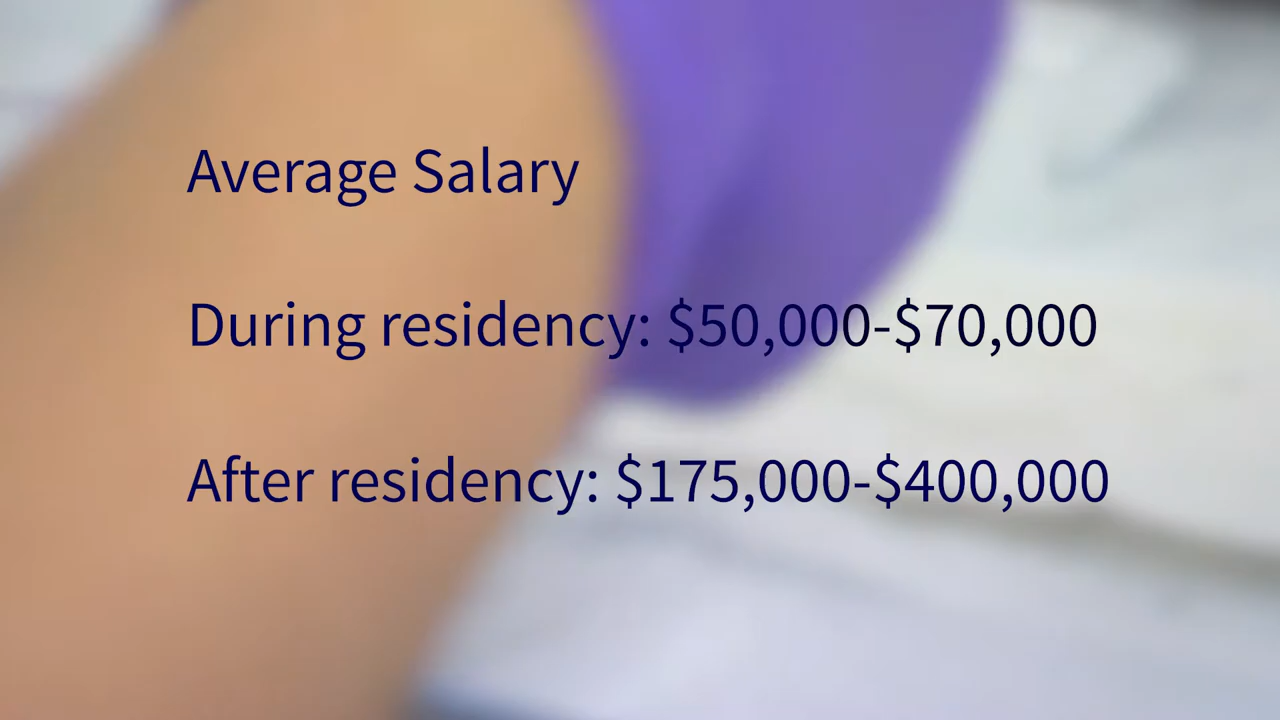 Average Salary
During residency: $50,000-$70,000
After residency: $175,000-$400,000